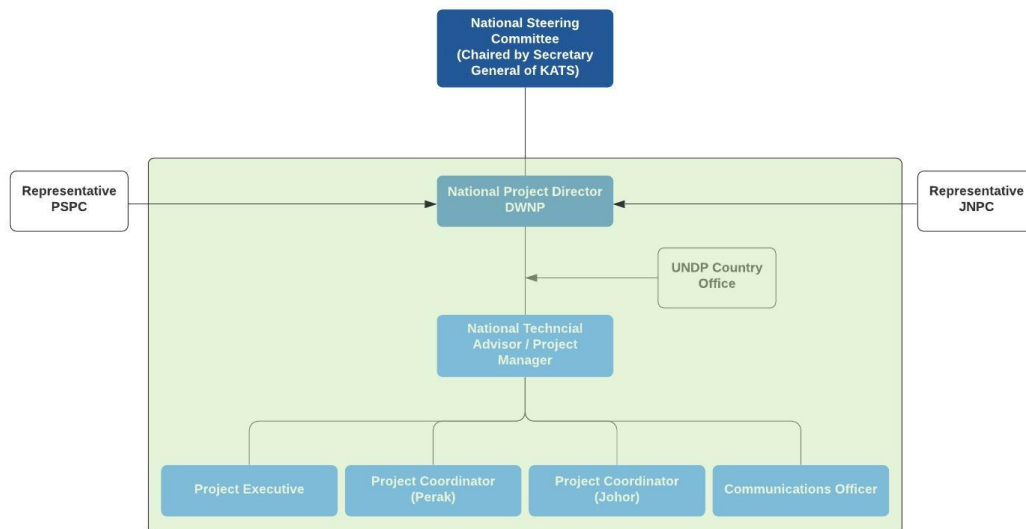 National Steering
Committee
(Chaired by Secretary
General of KATS)
Representative
PSPC
National Project Director
DWNP
Representative
JNPC
UNDP Country
Office
National Techncial
Advisor / Project
Manager
Project Executive
Project Coordinator
(Perak)
Project Coordinator
(Johor)
Communications Officer